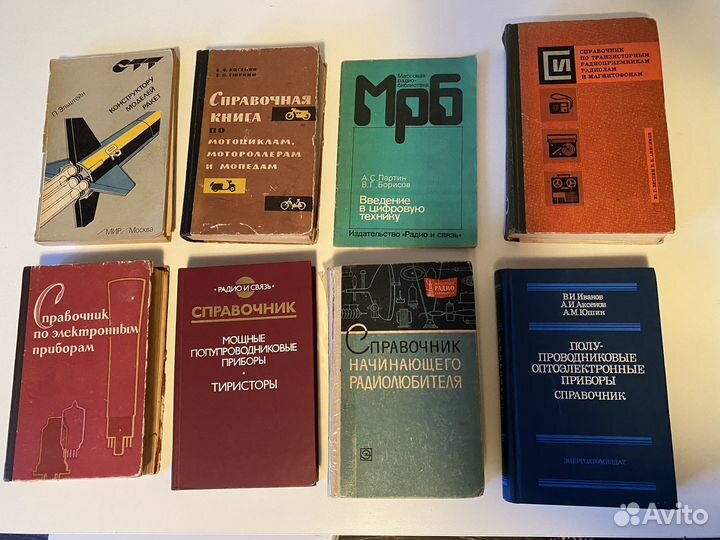 П. Эльштейн
КОНСТРУКТОРУ
МОДЕЛЕЙ
РАКЕТ
02
МИР / Москва
СПРАВОЧНАЯ
КНИГА
ПО
МОТОЦИКЛАМ,
МОТОРОЛЛЕРАМ
И МОПЕДАМ
Массовая
радио-
библиотека
Мрб
А.С. Партин
В.Г. Борисов
Введение
в цифровую
технику
Издательство «Радио и связь»
СПРАВОЧНИК
ПО ТРАНЗИСТОРНЫМ
РАДИОПРИЕМНИКАМ
РАДИОЛАМ
И МАГНИТОФОНАМ
Справочник
по электронным
приборам
• РАДИО И СВЯЗЬ •
СПРАВОЧНИК
МОЩНЫЕ
ПОЛУПРОВОДНИКОВЫЕ
ПРИБОРЫ
•
ТИРИСТОРЫ
РАДИО
СПРАВОЧНИК
НАЧИНАЮЩЕГО
РАДИОЛЮБИТЕЛЯ
В.И.Иванов
А.И.Аксенов
А.М.Юшин
ПОЛУ-
ПРОВОДНИКОВЫЕ
ОПТОЭЛЕКТРОННЫЕ
ПРИБОРЫ
СПРАВОЧНИК
ЭНЕРГОАТОМИЗДАТ
Avito